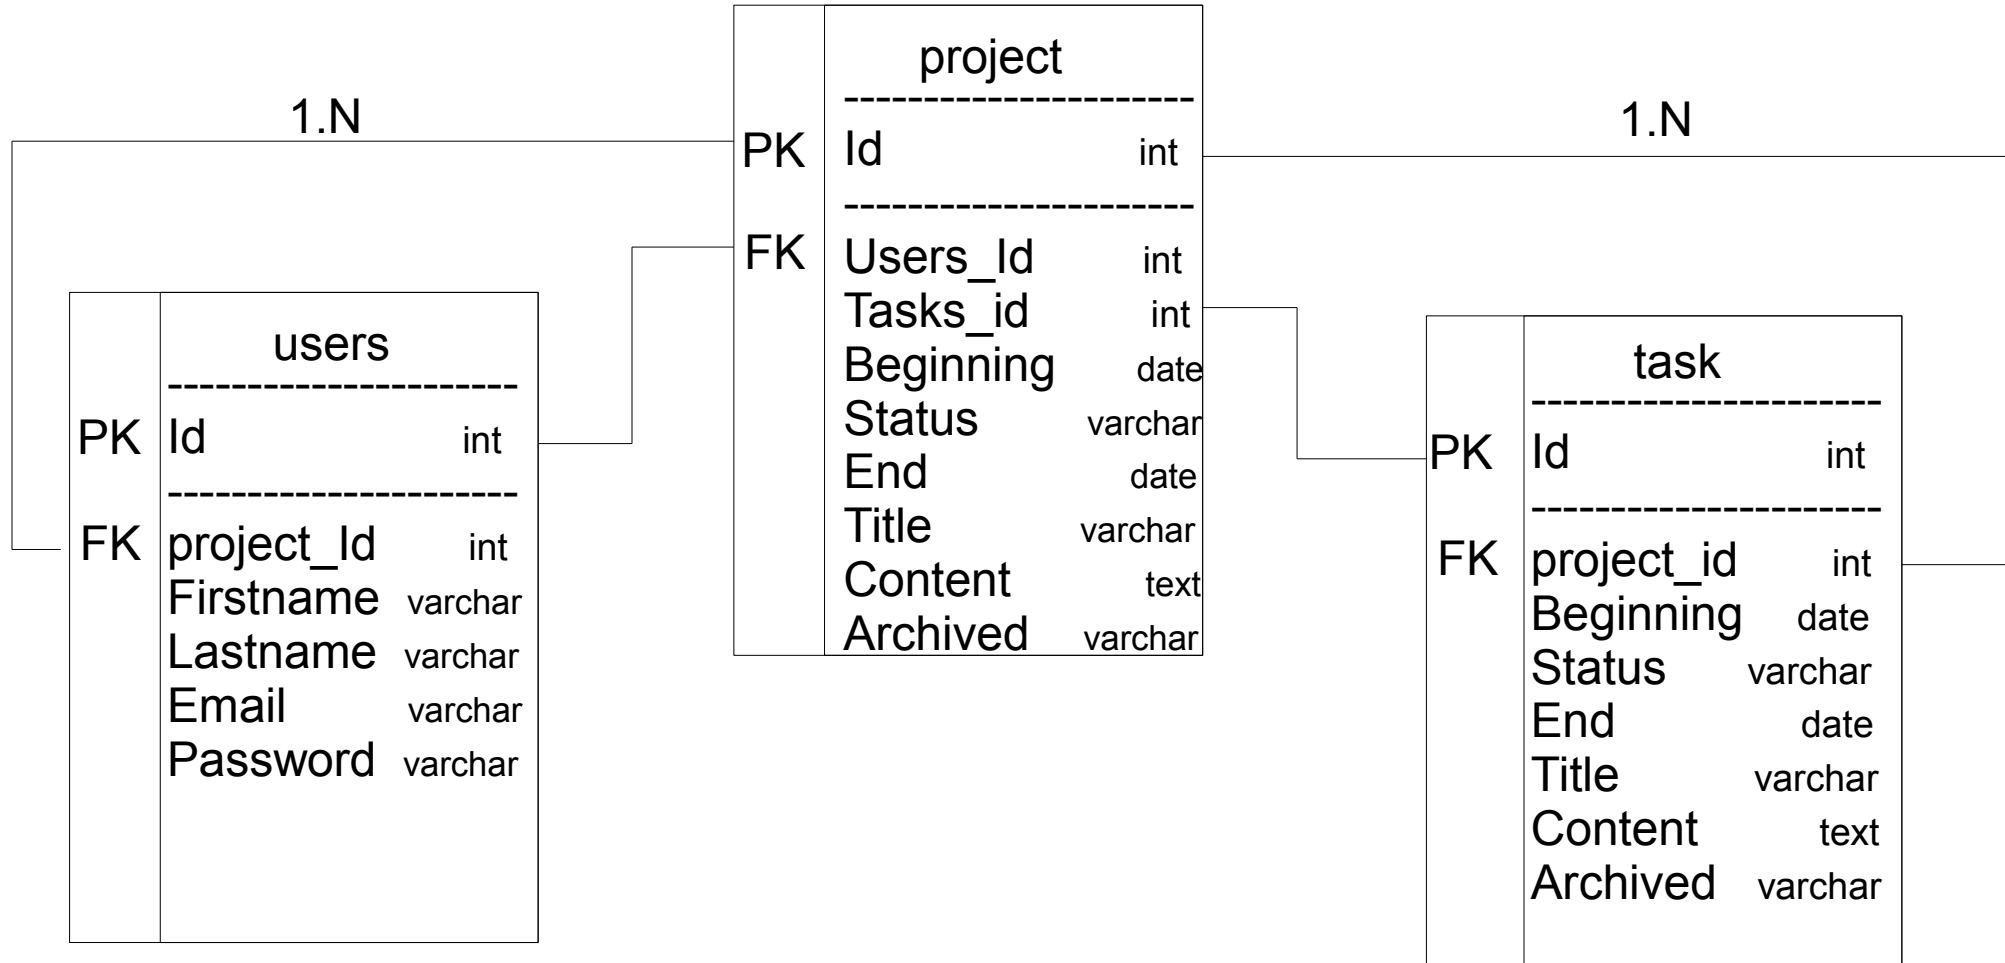 1.N
project
----------------------
PK Id int
----------------------
FK Users_Id int
Tasks_id int
Beginning date
Status varchar
End date
Title varchar
Content text
Archived varchar
1.N
users
----------------------
PK Id int
----------------------
FK project_Id int
Firstname varchar
Lastname varchar
Email varchar
Password varchar
task
----------------------
PK Id int
----------------------
FK project_id int
Beginning date
Status varchar
End date
Title varchar
Content text
Archived varchar